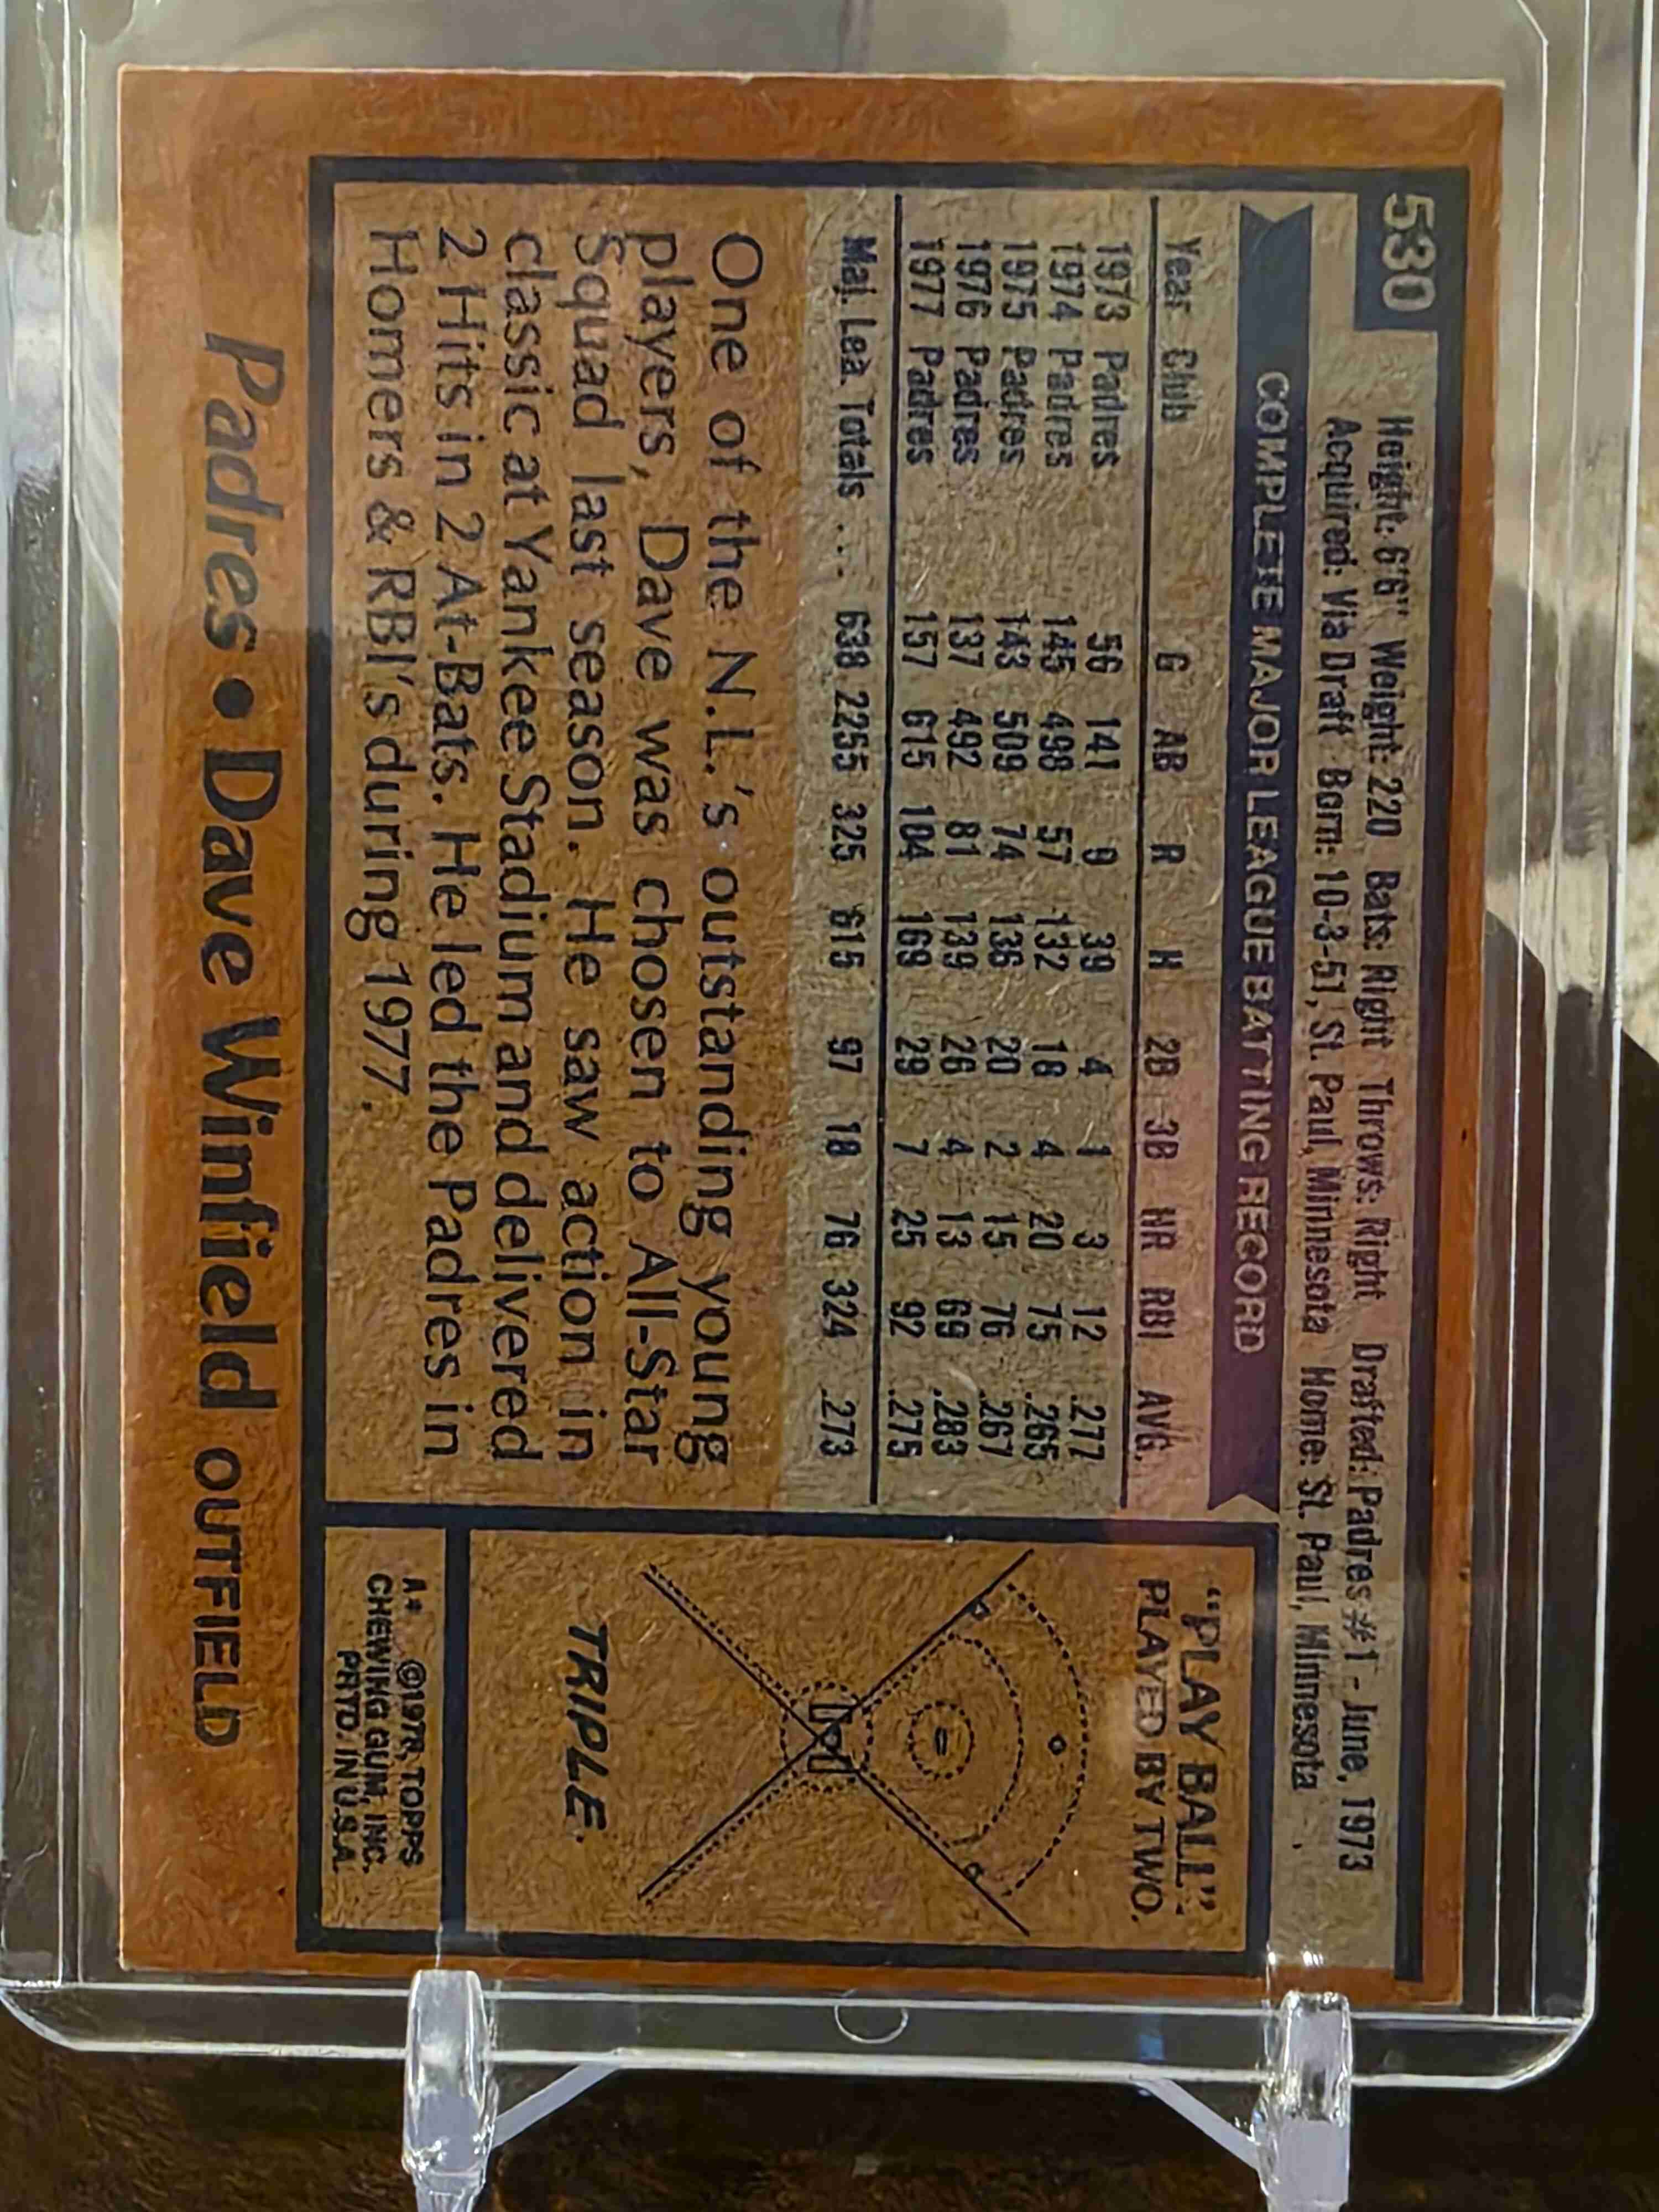 530
Height: 6'6" Weight: 220 Bats: Right Throws: Right Drafted: Padres #1 - June, 1973
Acquired: Via Draft Born: 10-3-51, St. Paul, Minnesota Home: St. Paul, Minnesota
COMPLETE MAJOR LEAGUE BATTING RECORD
Year Club G AB R H 2B 3B HR RBI AVG.
1973 Padres 56 141 9 39 4 1 3 12 .277
1974 Padres 145 498 57 132 18 4 20 75 .265
1975 Padres 143 509 74 136 20 2 15 76 .267
1976 Padres 137 492 81 139 26 4 13 69 .283
1977 Padres 157 615 104 169 29 7 25 92 .275
Maj. Lea. Totals ... 638 2255 325 615 97 18 76 324 .273
One of the N.L.'s outstanding young
players, Dave was chosen to All-Star
Squad last season. He saw action in
classic at Yankee Stadium and delivered
2 Hits in 2 At-Bats. He led the Padres in
Homers & RBI's during 1977.
"PLAY BALL"
PLAYED BY TWO.
TRIPLE
A* ©1978, TOPPS
CHEWING GUM, INC.
PRTD. IN U.S.A.
Padres • Dave Winfield OUTFIELD